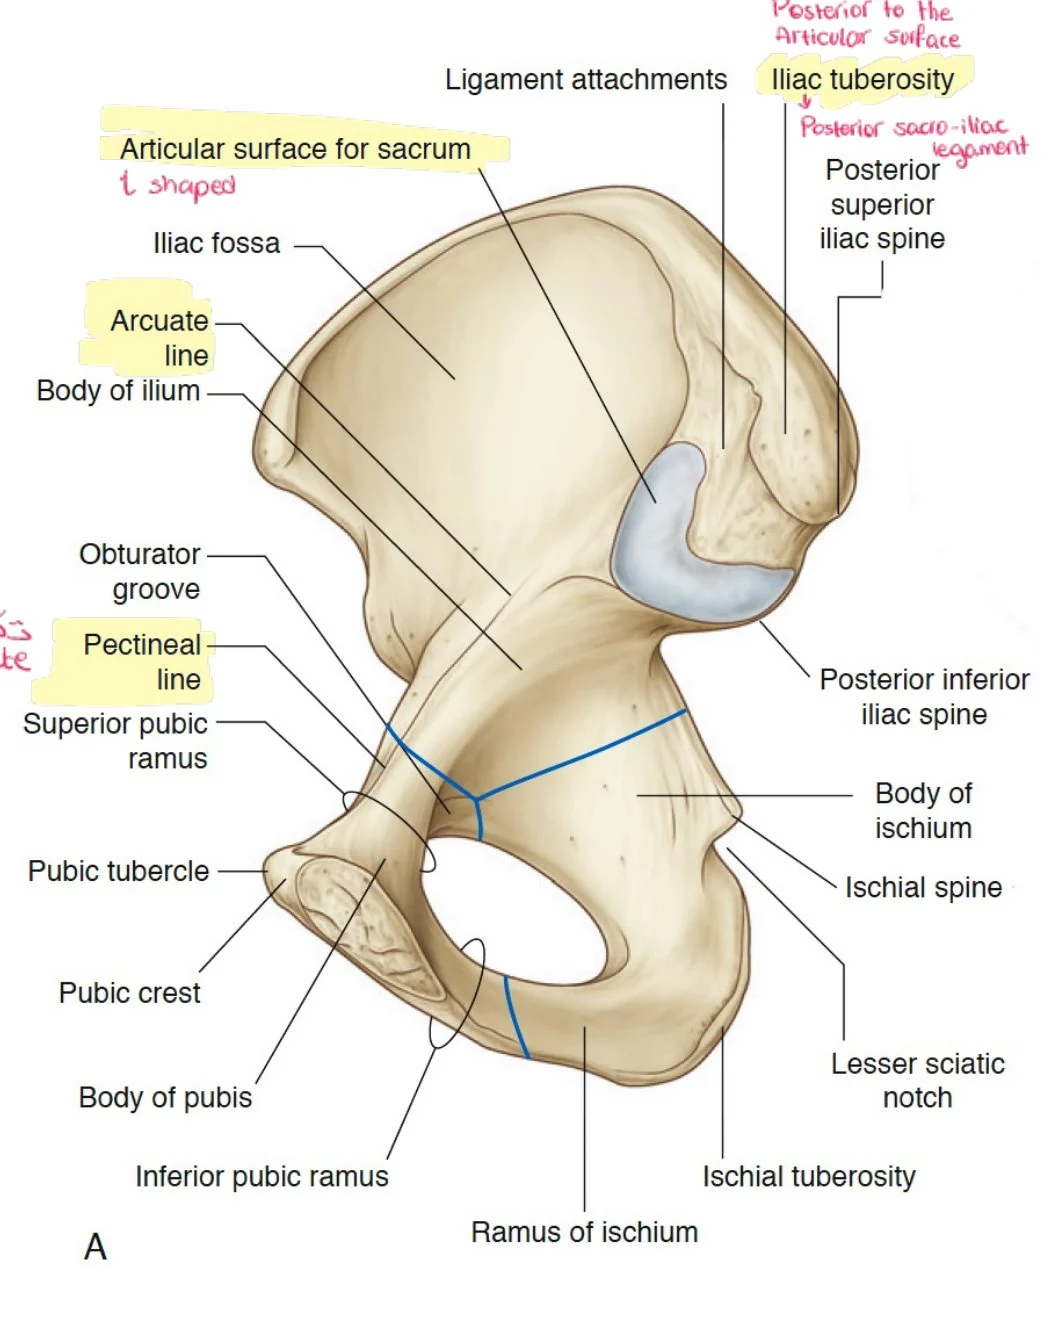 Posterior to the
Articular surface
Ligament attachments
Iliac tuberosity
Posterior sacro-iliac
legament
Articular surface for sacrum
shaped
Posterior
superior
iliac spine
Iliac fossa
Arcuate
line
Body of ilium
Obturator
groove
Pectineal
line
Superior pubic
ramus
Posterior inferior
iliac spine
Body of
ischium
Ischial spine
Pubic tubercle
Pubic crest
Lesser sciatic
notch
Body of pubis
Inferior pubic ramus
Ischial tuberosity
Ramus of ischium
A